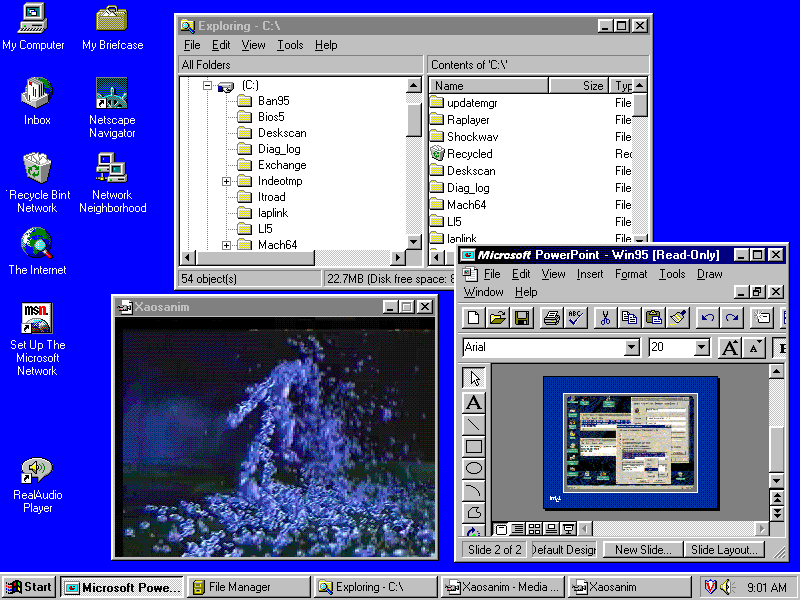 My Computer
My Briefcase
Inbox
Netscape
Navigator
Recycle Bint
Network
Network
Neighborhood
The Internet
msn
Set Up The
Microsoft
Network
RealAudio
Player
Exploring - C:\
File Edit View Tools Help
All Folders
Contents of 'C:\'
(C:)
Ban95
Bios5
Deskscan
Diag_log
Exchange
Indeotmp
Itroad
laplink
LI5
Mach64
Name Size Typ
updatemgr File
Raplayer File
Shockwav File
Recycled Rec
Deskscan File
Diag_log File
Mach64 File
LI5 File
laplink File
54 object(s)
22.7MB (Disk free space: 8
Xaosanim
Microsoft PowerPoint - Win95 [Read-Only]
File Edit View Insert Format Tools Draw
Window Help
ABC
Arial 20 A A B
A
intel
Slide 2 of 2 Default Design New Slide... Slide Layout...
Start Microsoft Powe... File Manager Exploring - C:\ Xaosanim - Media ... Xaosanim 9:01 AM